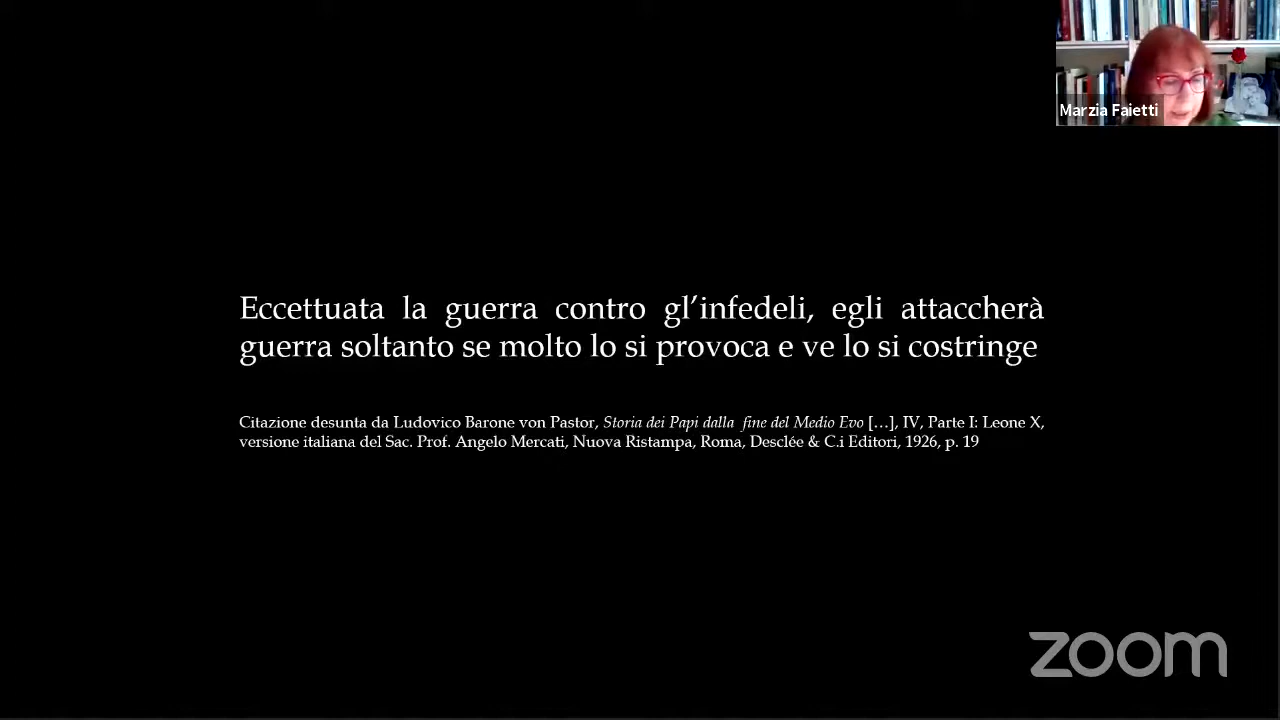 Marzia Faietti
Eccettuata la guerra contro gl’infedeli, egli attaccherà
guerra soltanto se molto lo si provoca e ve lo si costringe
Citazione desunta da Ludovico Barone von Pastor, Storia dei Papi dalla fine del Medio Evo […], IV, Parte I: Leone X,
versione italiana del Sac. Prof. Angelo Mercati, Nuova Ristampa, Roma, Desclée & C.i Editori, 1926, p. 19
zoom